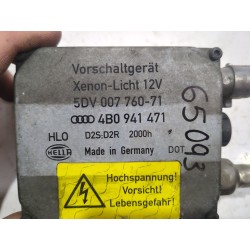 Vorschaltgerät
Xenon-Licht 12V
5DV 007 760-71
4B0 941 471
HLO D2S;D2R 2000h
HELLA Made in Germany DOT
Hochspannung!
Vorsicht!
Lebensgefahr!
65093